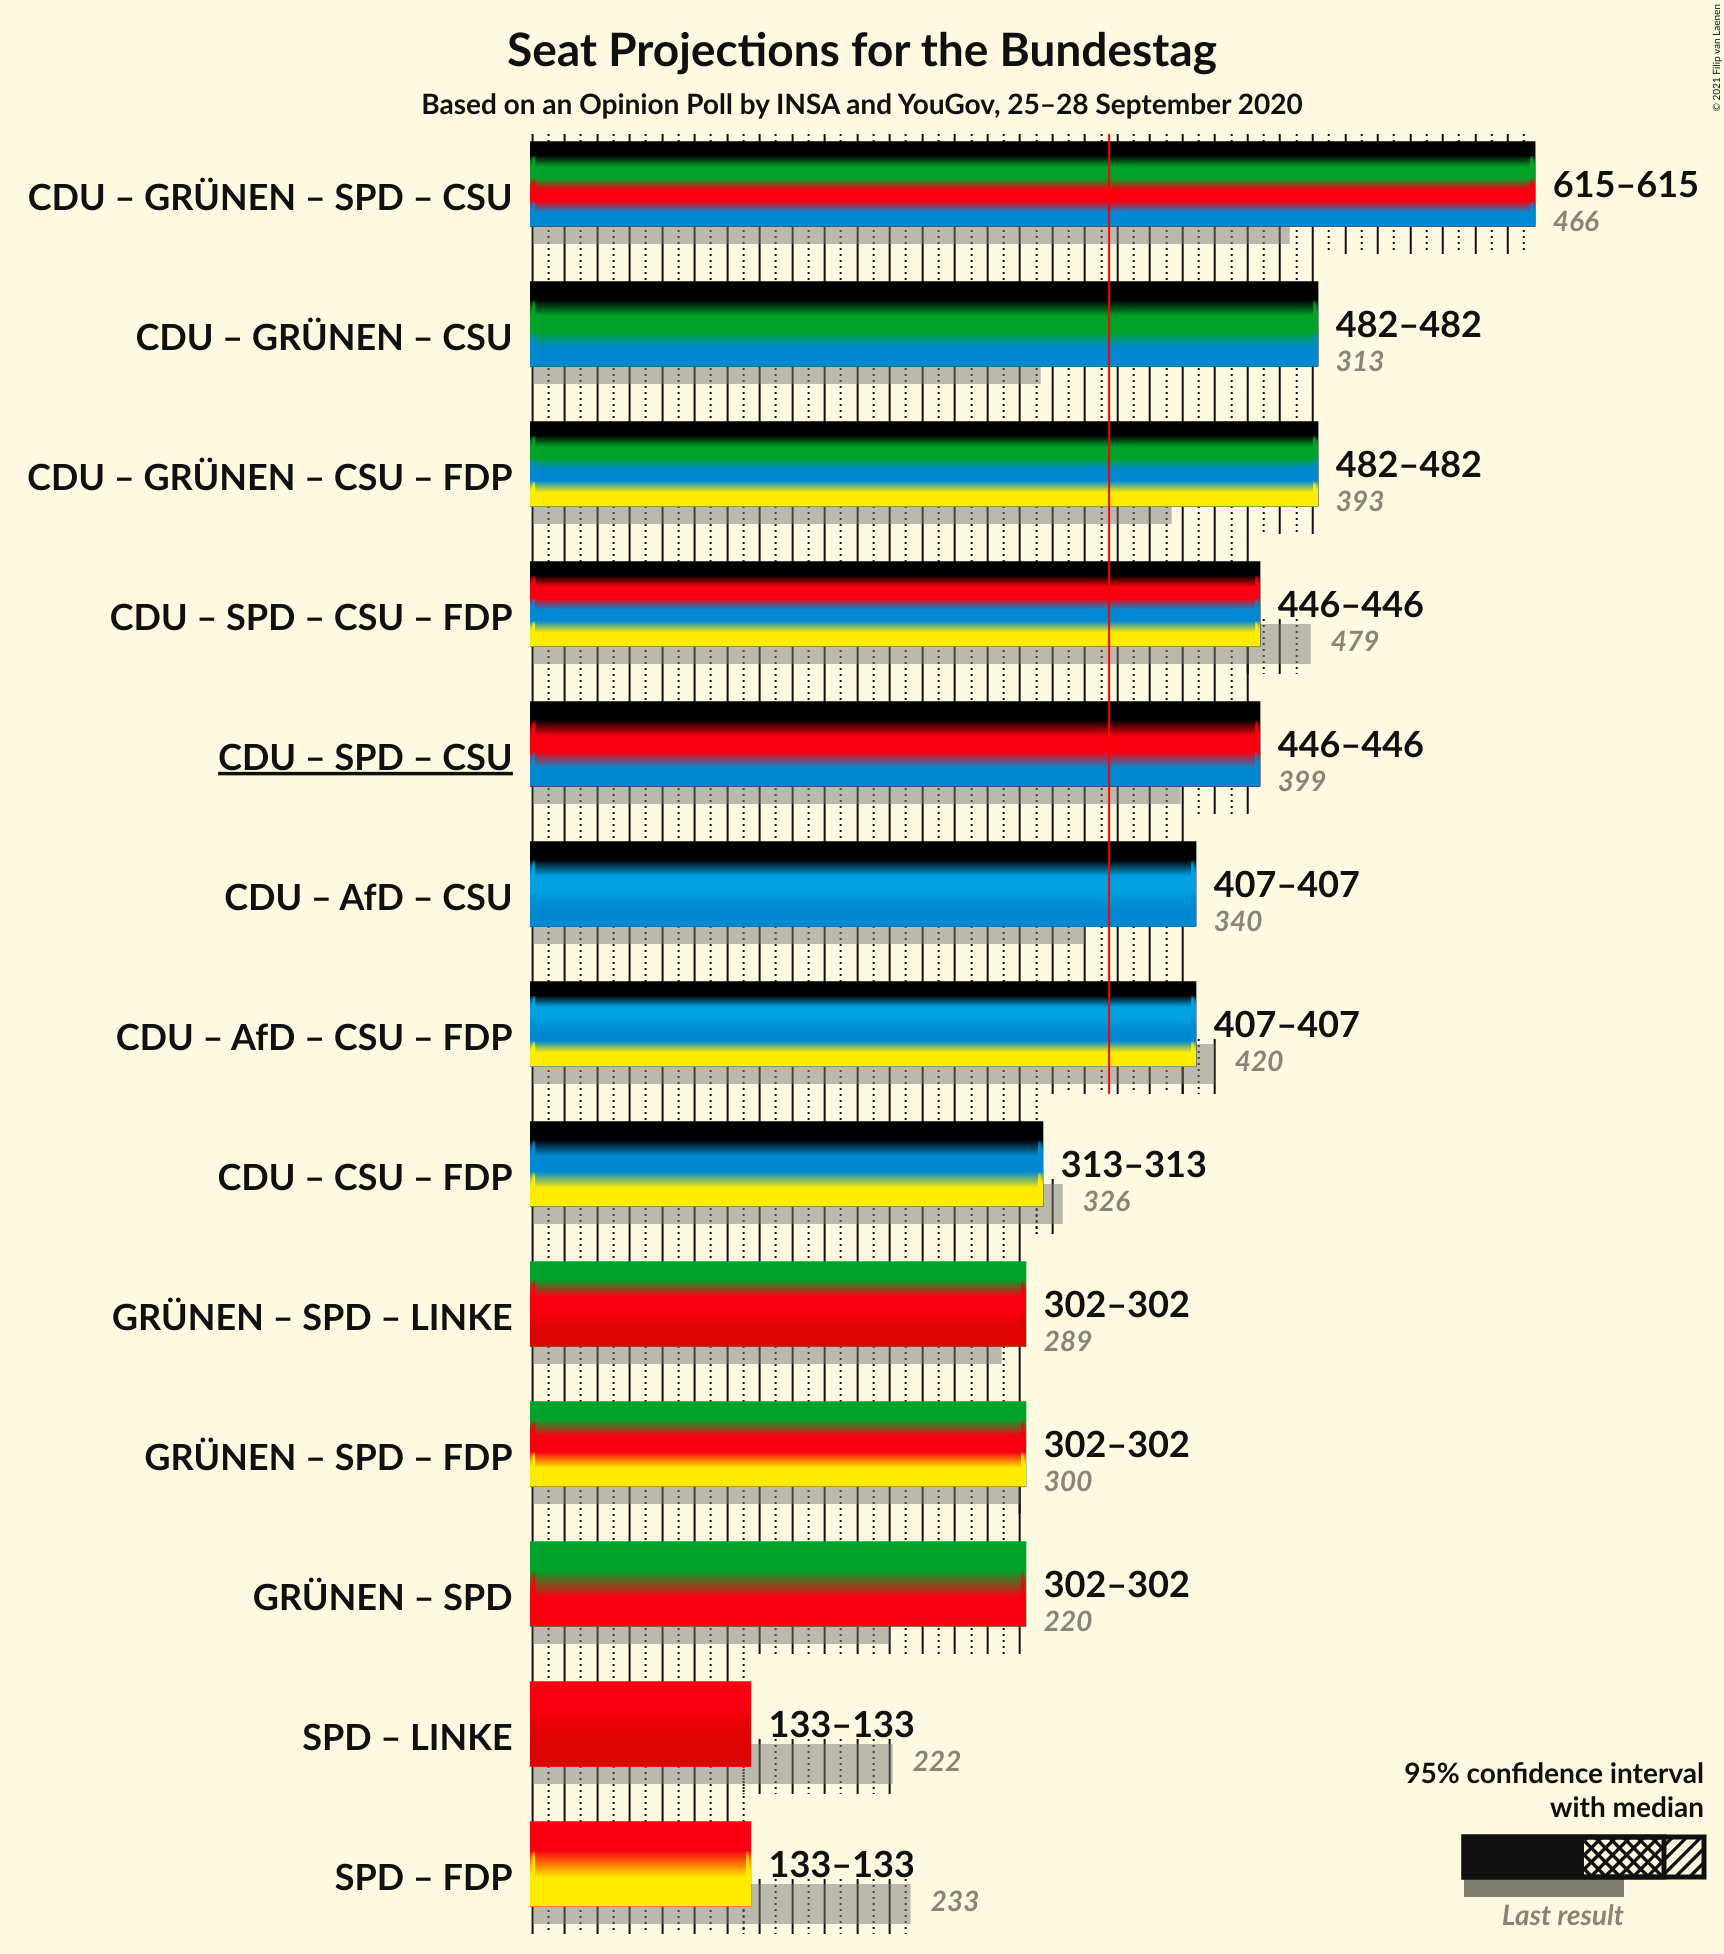 Seat Projections for the Bundestag
Based on an Opinion Poll by INSA and YouGov, 25–28 September 2020
© 2021 Filip van Laenen
CDU – GRÜNEN – SPD – CSU
615–615
466
CDU – GRÜNEN – CSU
482–482
313
CDU – GRÜNEN – CSU – FDP
482–482
393
CDU – SPD – CSU – FDP
446–446
479
CDU – SPD – CSU
446–446
399
CDU – AfD – CSU
407–407
340
CDU – AfD – CSU – FDP
407–407
420
CDU – CSU – FDP
313–313
326
GRÜNEN – SPD – LINKE
302–302
289
GRÜNEN – SPD – FDP
302–302
300
GRÜNEN – SPD
302–302
220
SPD – LINKE
133–133
222
SPD – FDP
133–133
233
95% confidence interval
with median
Last result